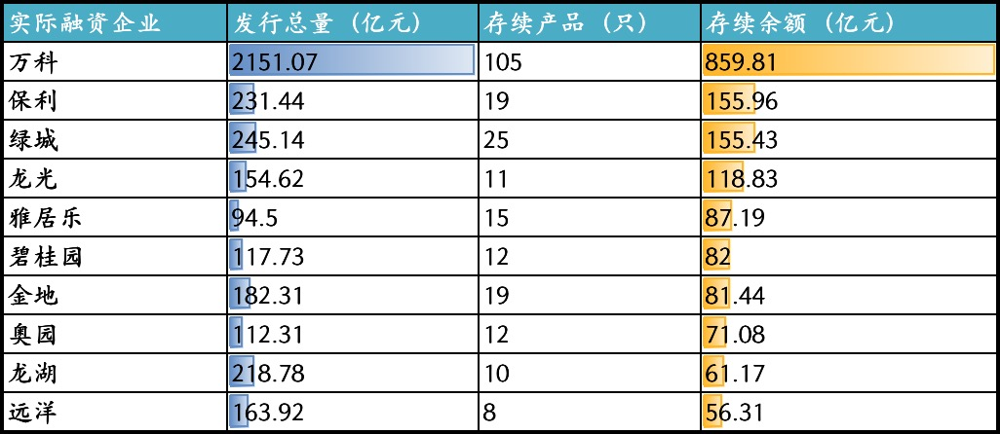 实际融资企业 发行总量（亿元） 存续产品（只） 存续余额（亿元）
万科 2151.07 105 859.81
保利 231.44 19 155.96
绿城 245.14 25 155.43
龙光 154.62 11 118.83
雅居乐 94.5 15 87.19
碧桂园 117.73 12 82
金地 182.31 19 81.44
奥园 112.31 12 71.08
龙湖 218.78 10 61.17
远洋 163.92 8 56.31